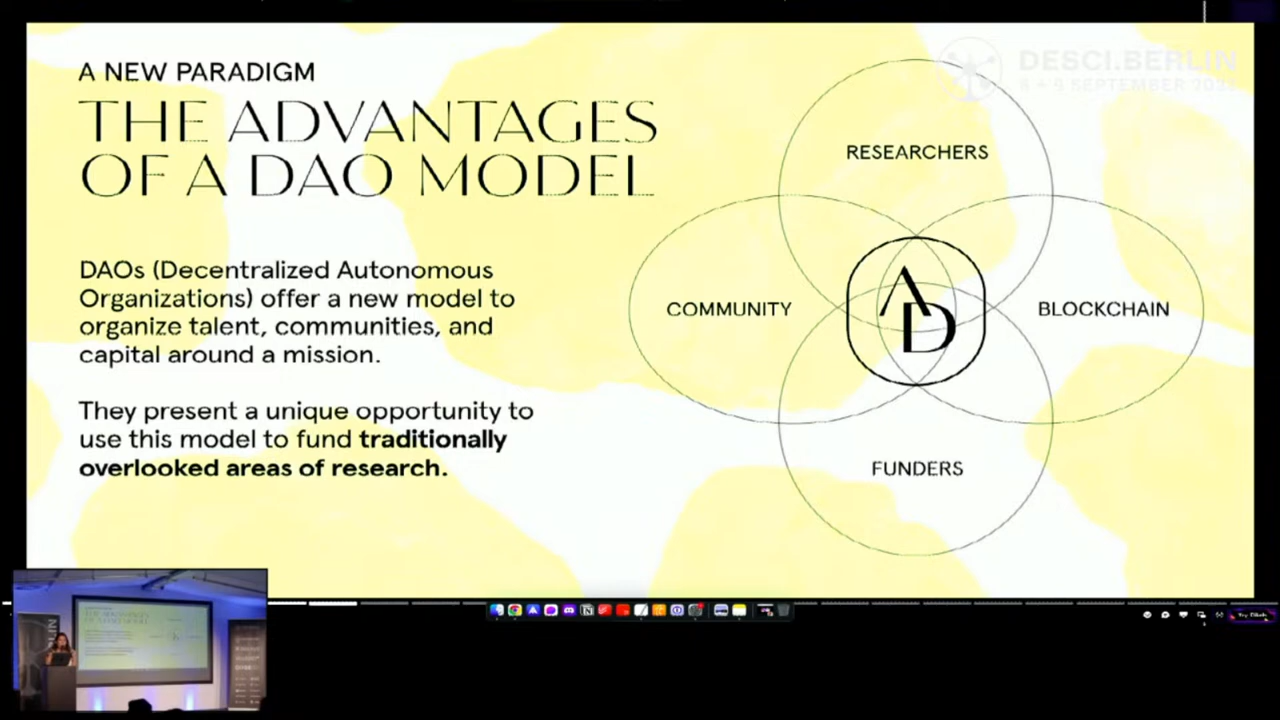 A NEW PARADIGM
THE ADVANTAGES
OF A DAO MODEL
DAOs (Decentralized Autonomous
Organizations) offer a new model to
organize talent, communities, and
capital around a mission.
They present a unique opportunity to
use this model to fund traditionally
overlooked areas of research.
DESCI.BERLIN
RESEARCHERS
COMMUNITY
AD
BLOCKCHAIN
FUNDERS